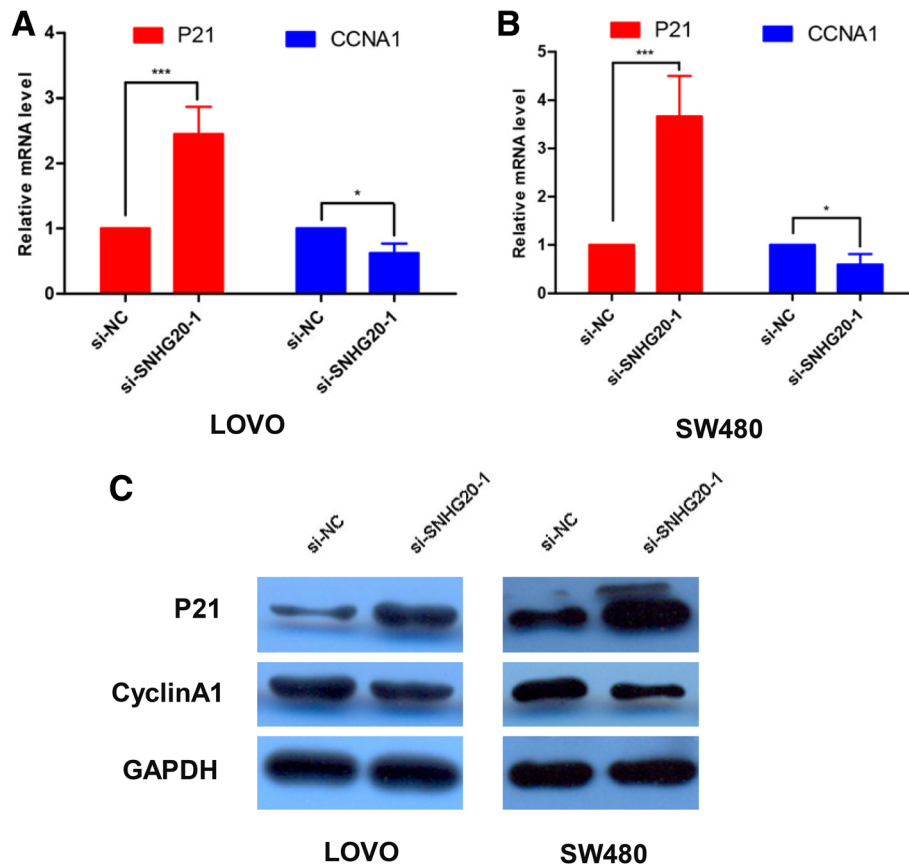 A
P21 CCNA1
Relative mRNA level
4
3
2
1
0
***
*
si-NC
si-SNHG20-1
si-NC
si-SNHG20-1
LOVO
B
P21 CCNA1
Relative mRNA level
5
4
3
2
1
0
***
*
si-NC
si-SNHG20-1
si-NC
si-SNHG20-1
SW480
C
si-NC si-SNHG20-1 si-NC si-SNHG20-1
P21
CyclinA1
GAPDH
LOVO SW480